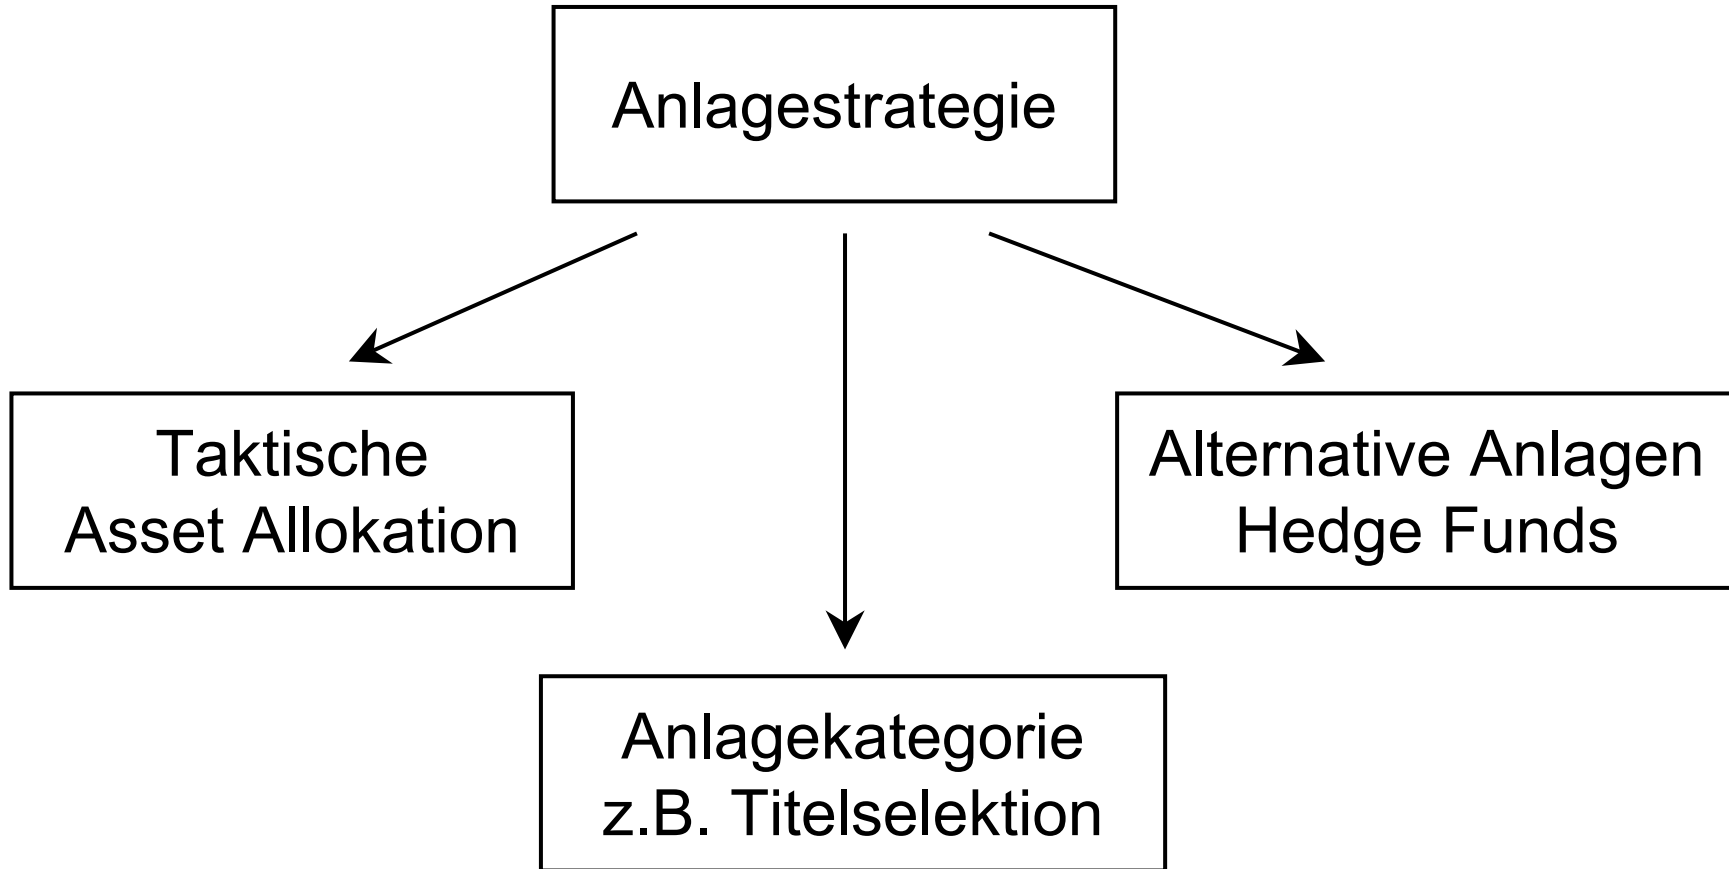 Anlagestrategie
Taktische
Asset Allokation
Alternative Anlagen
Hedge Funds
Anlagekategorie
z.B. Titelselektion